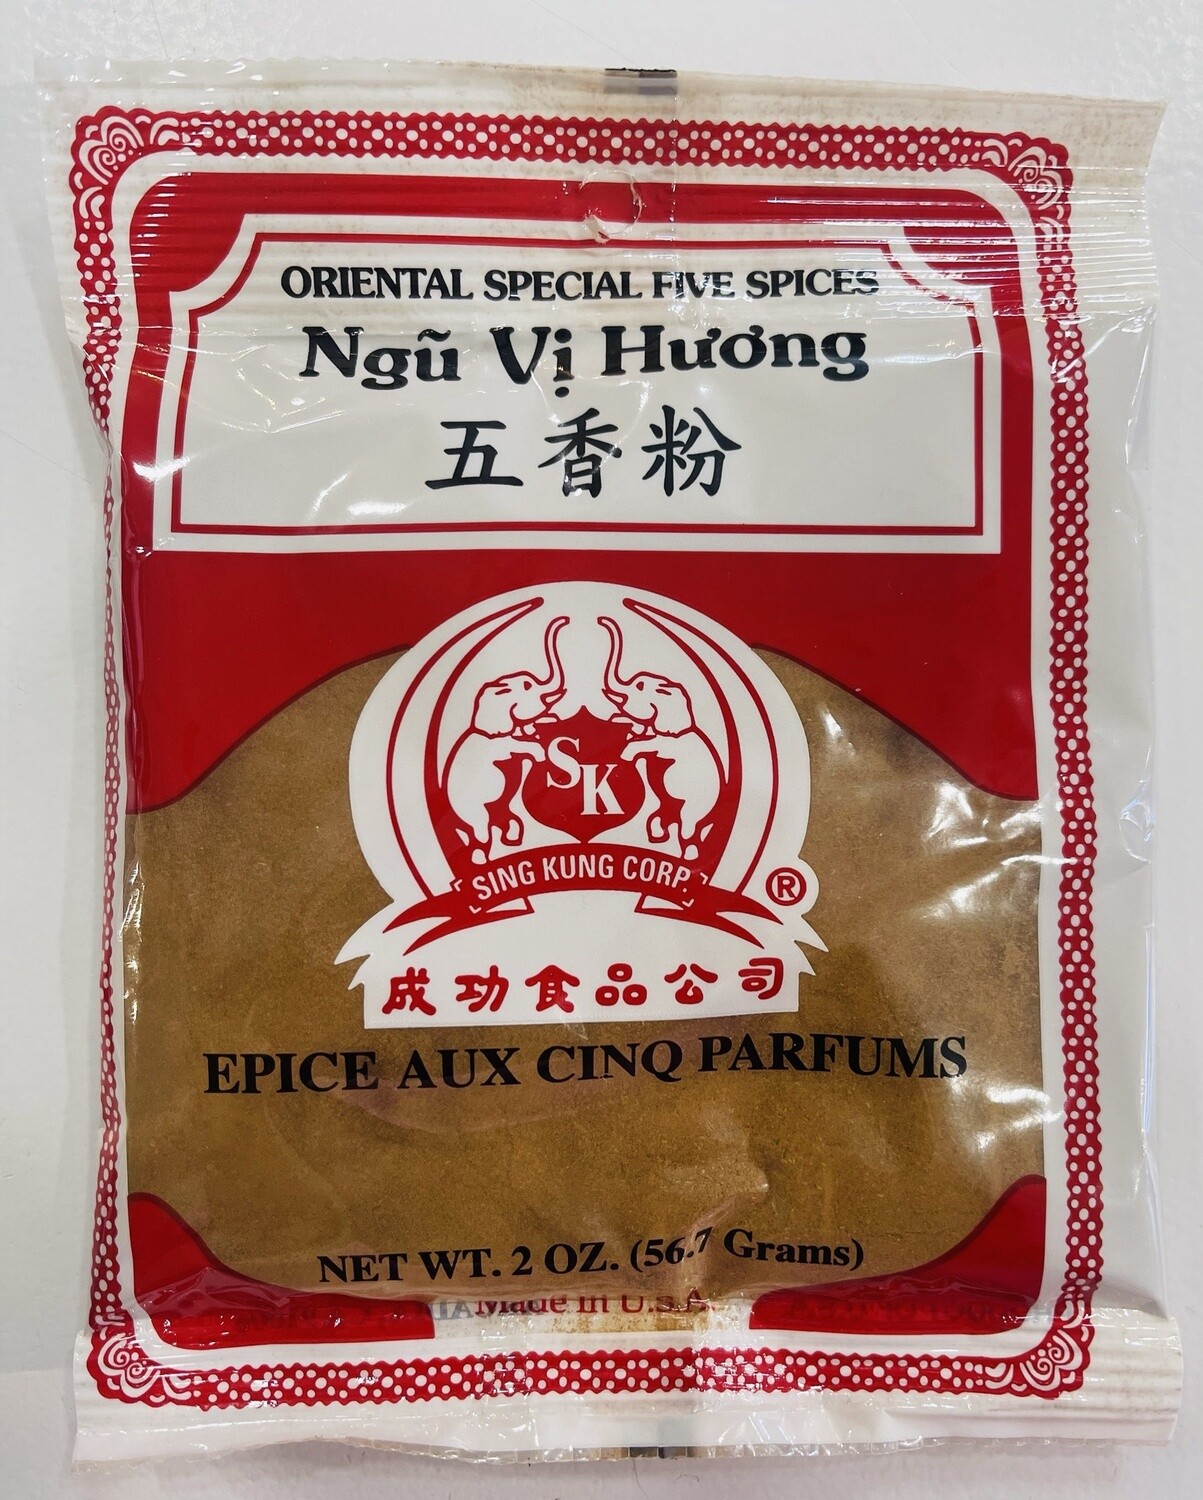 ORIENTAL SPECIAL FIVE SPICES
Ngũ Vị Hương
五香粉
S
K
SING KUNG CORP.
®
成功食品公司
EPICE AUX CINQ PARFUMS
NET WT. 2 OZ. (56.7 Grams)
Made in U.S.A.